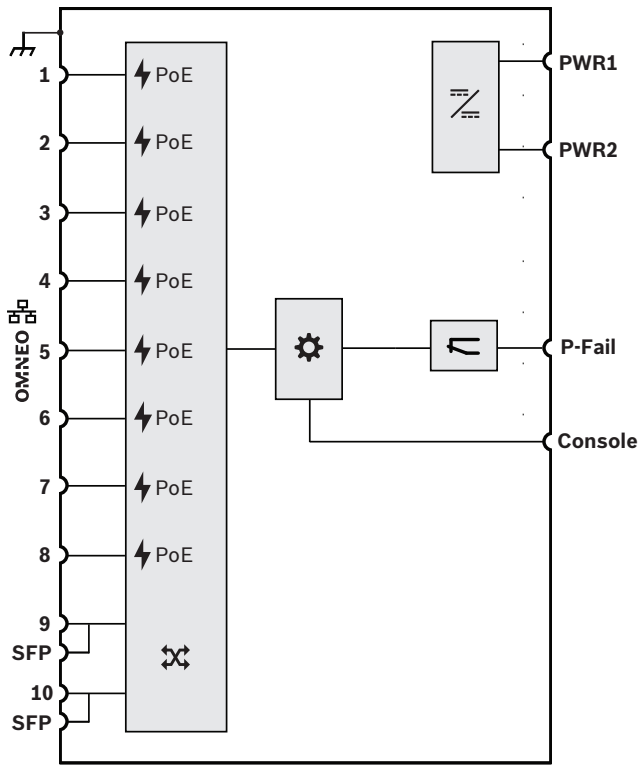 1 PoE
2 PoE
3 PoE
4 PoE
5 PoE
6 PoE
7 PoE
8 PoE
9
SFP
10
SFP
OMNEO
PWR1
PWR2
P-Fail
Console